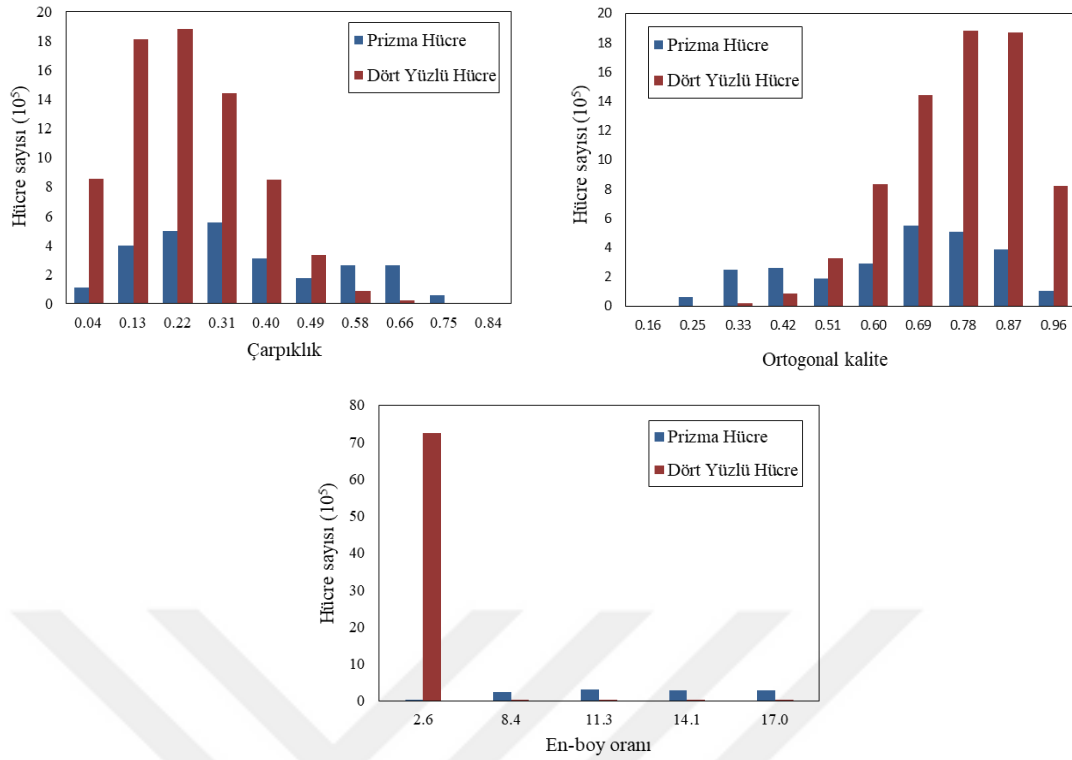 20
18
16
14
12
10
8
6
4
2
0
Hücre sayısı (10⁵)
Prizma Hücre
Dört Yüzlü Hücre
0.04 0.13 0.22 0.31 0.40 0.49 0.58 0.66 0.75 0.84
Çarpıklık
20
18
16
14
12
10
8
6
4
2
0
Hücre sayısı (10⁵)
Prizma Hücre
Dört Yüzlü Hücre
0.16 0.25 0.33 0.42 0.51 0.60 0.69 0.78 0.87 0.96
Ortogonal kalite
80
70
60
50
40
30
20
10
0
Hücre sayısı (10⁵)
Prizma Hücre
Dört Yüzlü Hücre
2.6 8.4 11.3 14.1 17.0
En-boy oranı